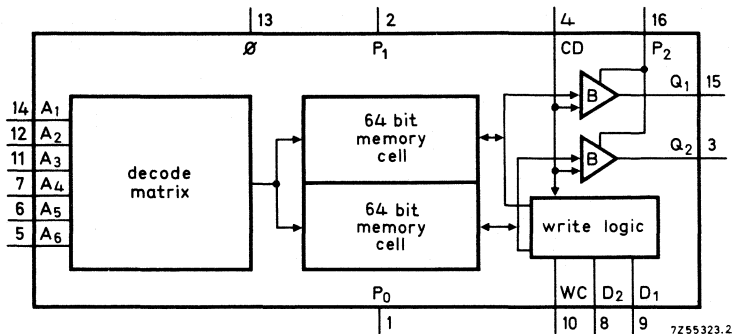 13 2 4 16
Ø P₁ CD P₂
B Q₁ 15
14 A₁
12 A₂
11 A₃
7 A₄
6 A₅
5 A₆
decode
matrix
64 bit
memory
cell
64 bit
memory
cell
B Q₂ 3
write logic
P₀ WC D₂ D₁
1 10 8 9
7Z55323.2